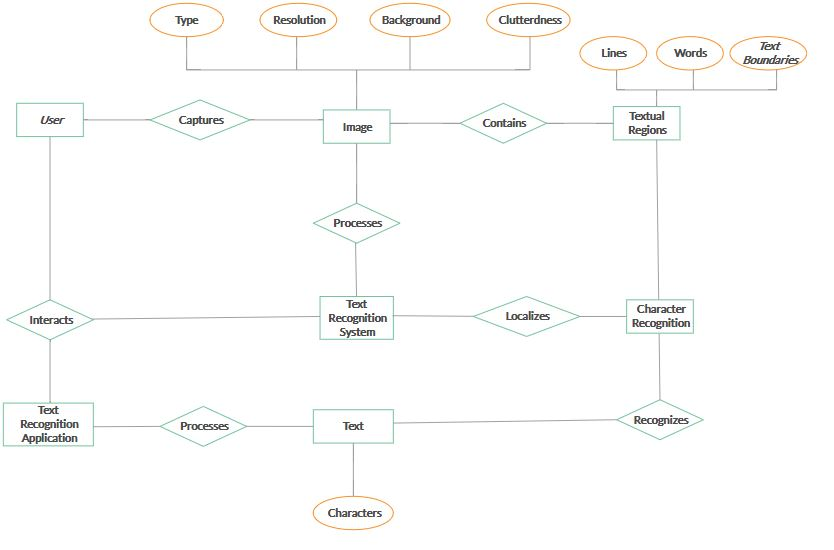 Type
Resolution
Background
Clutterdness
Lines
Words
Text
Boundaries
User
Captures
Image
Contains
Textual
Regions
Processes
Interacts
Text
Recognition
System
Localizes
Character
Recognition
Text
Recognition
Application
Processes
Text
Recognizes
Characters